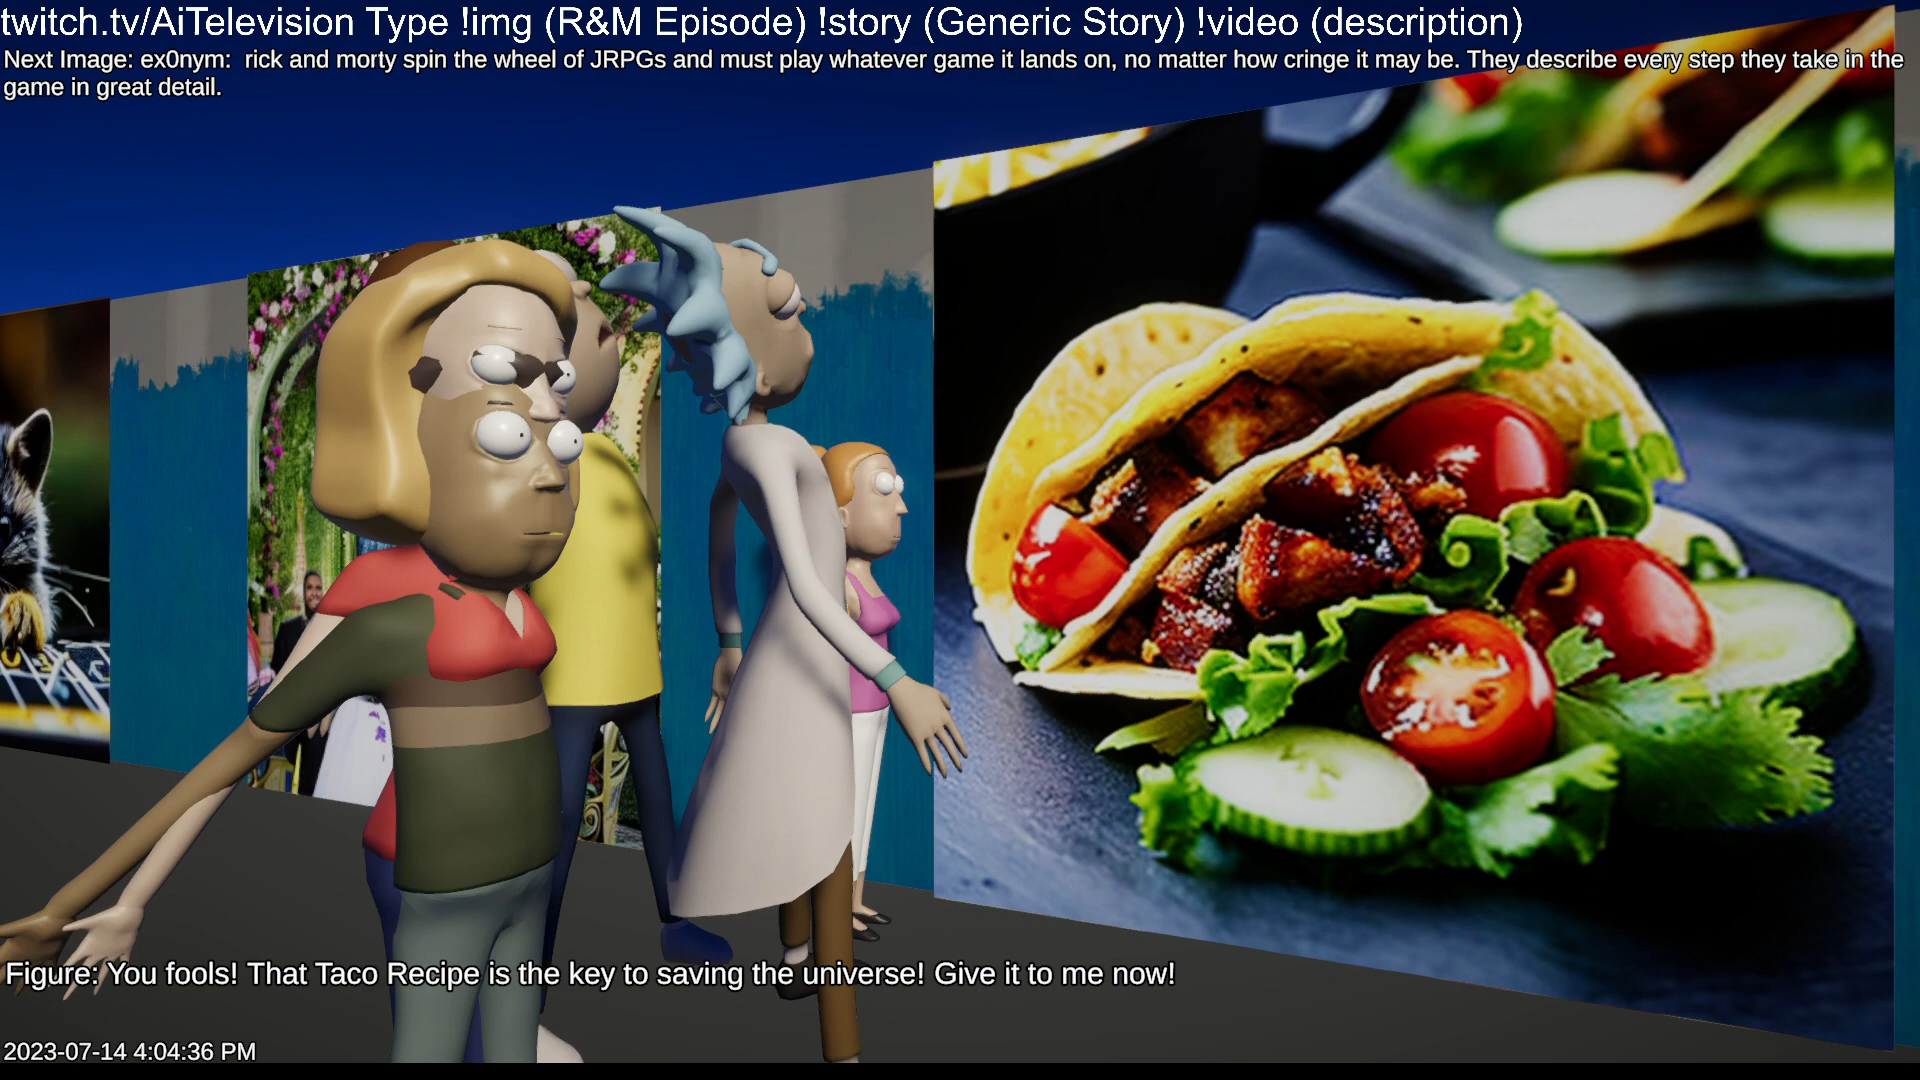 twitch.tv/AiTelevision Type !img (R&M Episode) !story (Generic Story) !video (description)
Next Image: ex0nym:  rick and morty spin the wheel of JRPGs and must play whatever game it lands on, no matter how cringe it may be. They describe every step they take in the
game in great detail.
Figure: You fools! That Taco Recipe is the key to saving the universe! Give it to me now!
2023-07-14 4:04:36 PM